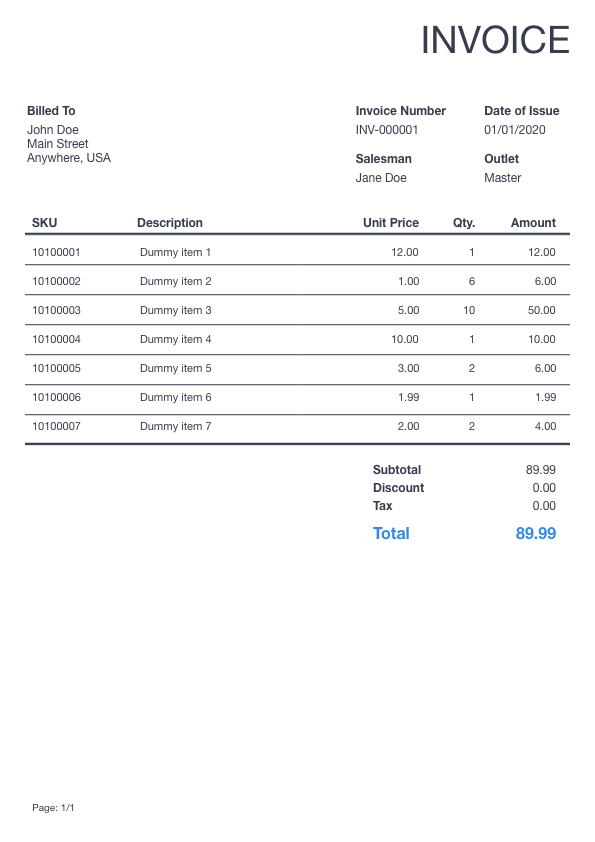 INVOICE
Billed To
John Doe
Main Street
Anywhere, USA
Invoice Number
INV-000001
Date of Issue
01/01/2020
Salesman
Jane Doe
Outlet
Master
SKU Description Unit Price Qty. Amount
10100001 Dummy item 1 12.00 1 12.00
10100002 Dummy item 2 1.00 6 6.00
10100003 Dummy item 3 5.00 10 50.00
10100004 Dummy item 4 10.00 1 10.00
10100005 Dummy item 5 3.00 2 6.00
10100006 Dummy item 6 1.99 1 1.99
10100007 Dummy item 7 2.00 2 4.00
Subtotal 89.99
Discount 0.00
Tax 0.00
Total 89.99
Page: 1/1